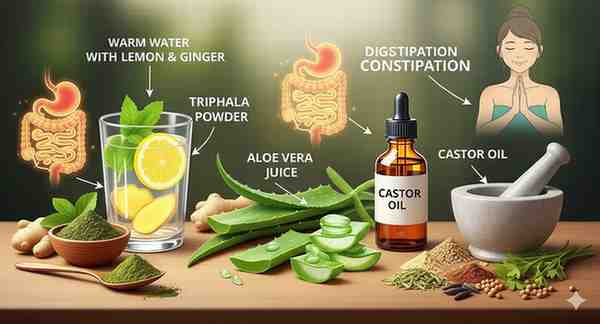 WARM WATER
WITH LEMON & GINGER
TRIPHALA
POWDER
DIGSTIPATION
CONSTIPATION
ALOE VERA
JUICE
CASTOR OIL
CASTOR
OIL